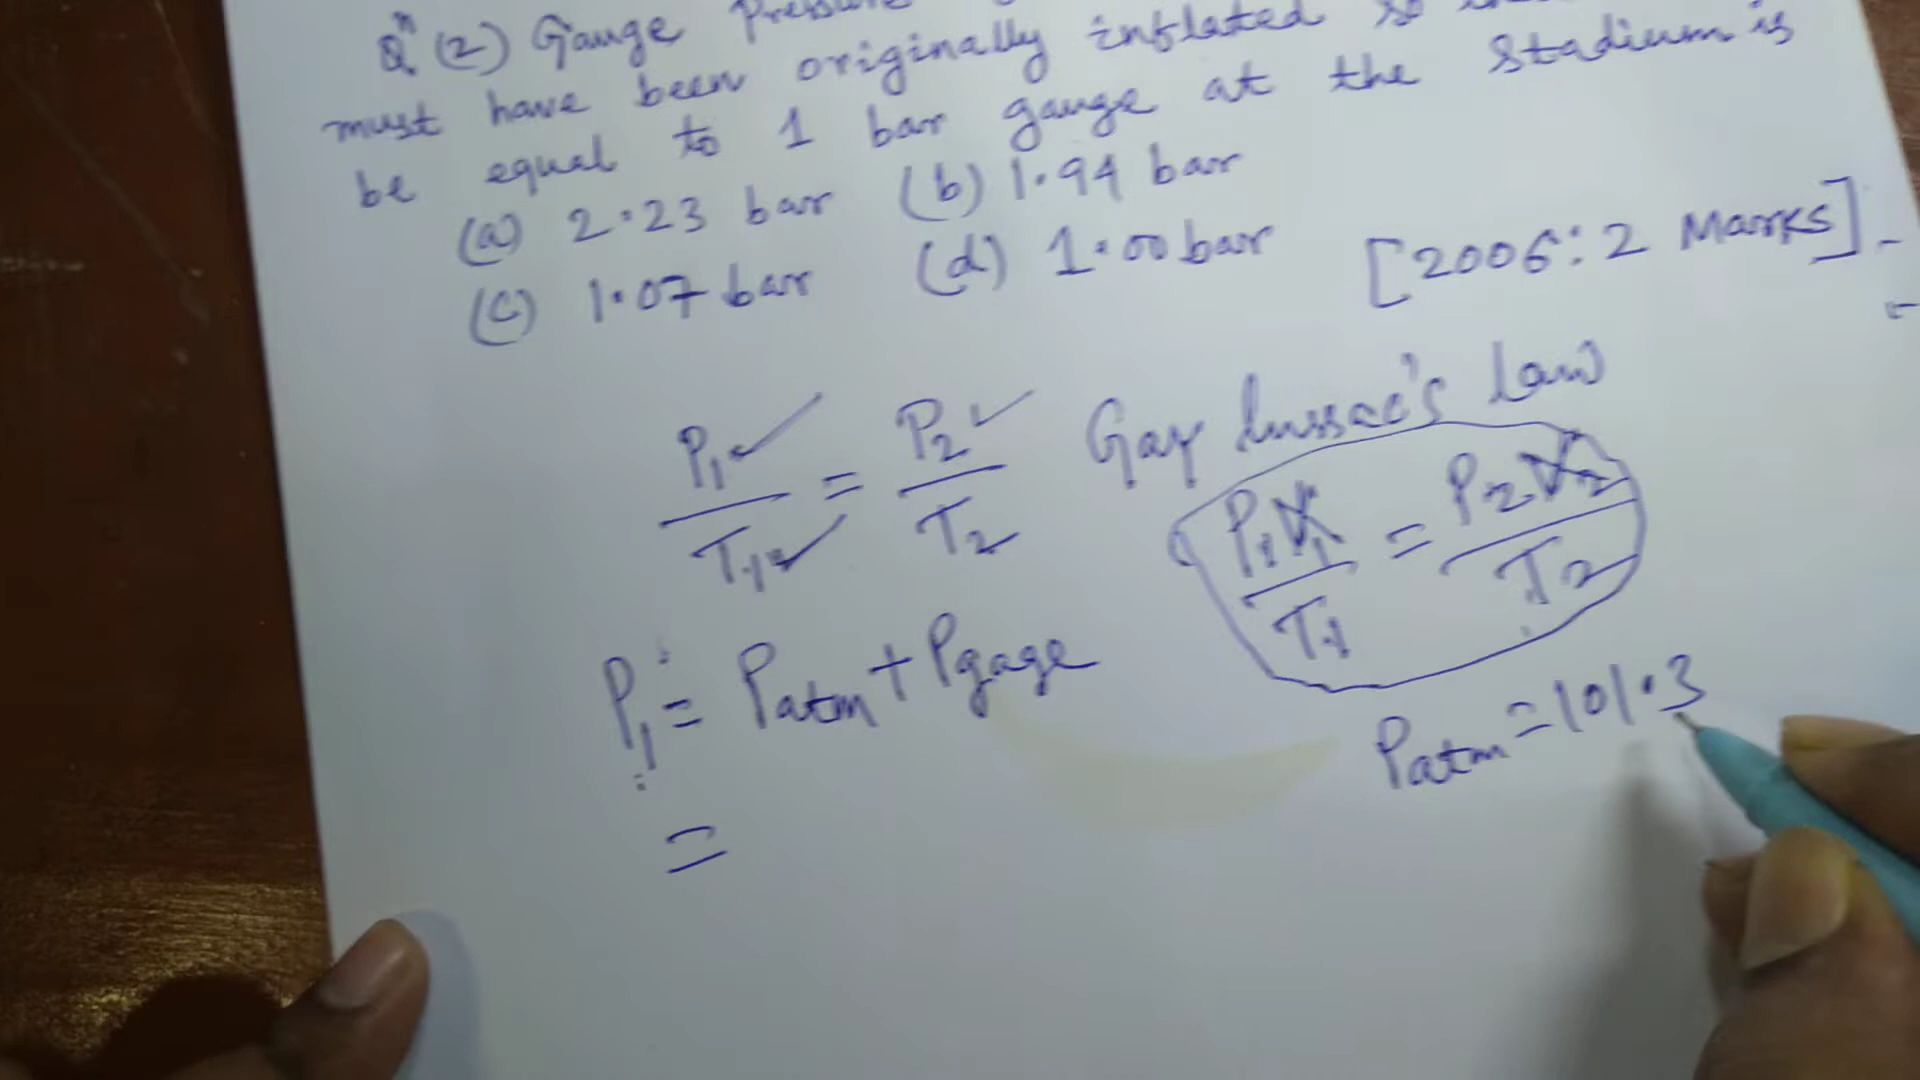 Qⁿ (2) Gauge Pressure
must have been originally inflated so
be equal to 1 bar gauge at the Stadium is
(a) 2.23 bar (b) 1.94 bar
(c) 1.07 bar (d) 1.00 bar [2006: 2 Marks]
P₁/T₁ = P₂/T₂ Gay lussac's law
P₁V₁/T₁ = P₂V₂/T₂
P₁ = Patm + Pgage
Patm = 101.3
=